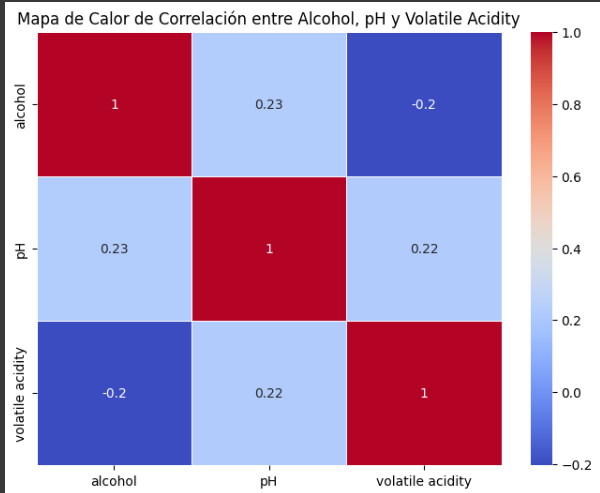 Mapa de Calor de Correlación entre Alcohol, pH y Volatile Acidity
alcohol
1
0.23
-0.2
pH
0.23
1
0.22
volatile acidity
-0.2
0.22
1
alcohol
pH
volatile acidity
1.0
0.8
0.6
0.4
0.2
0.0
−0.2